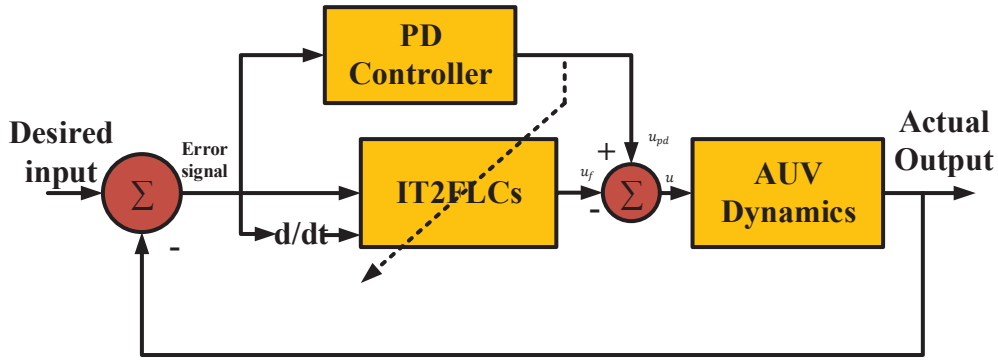 PD
Controller
Desired
input
Error
signal
Σ
-
d/dt
IT2FLCs
u_f
+
-
Σ
u_pd
u
AUV
Dynamics
Actual
Output